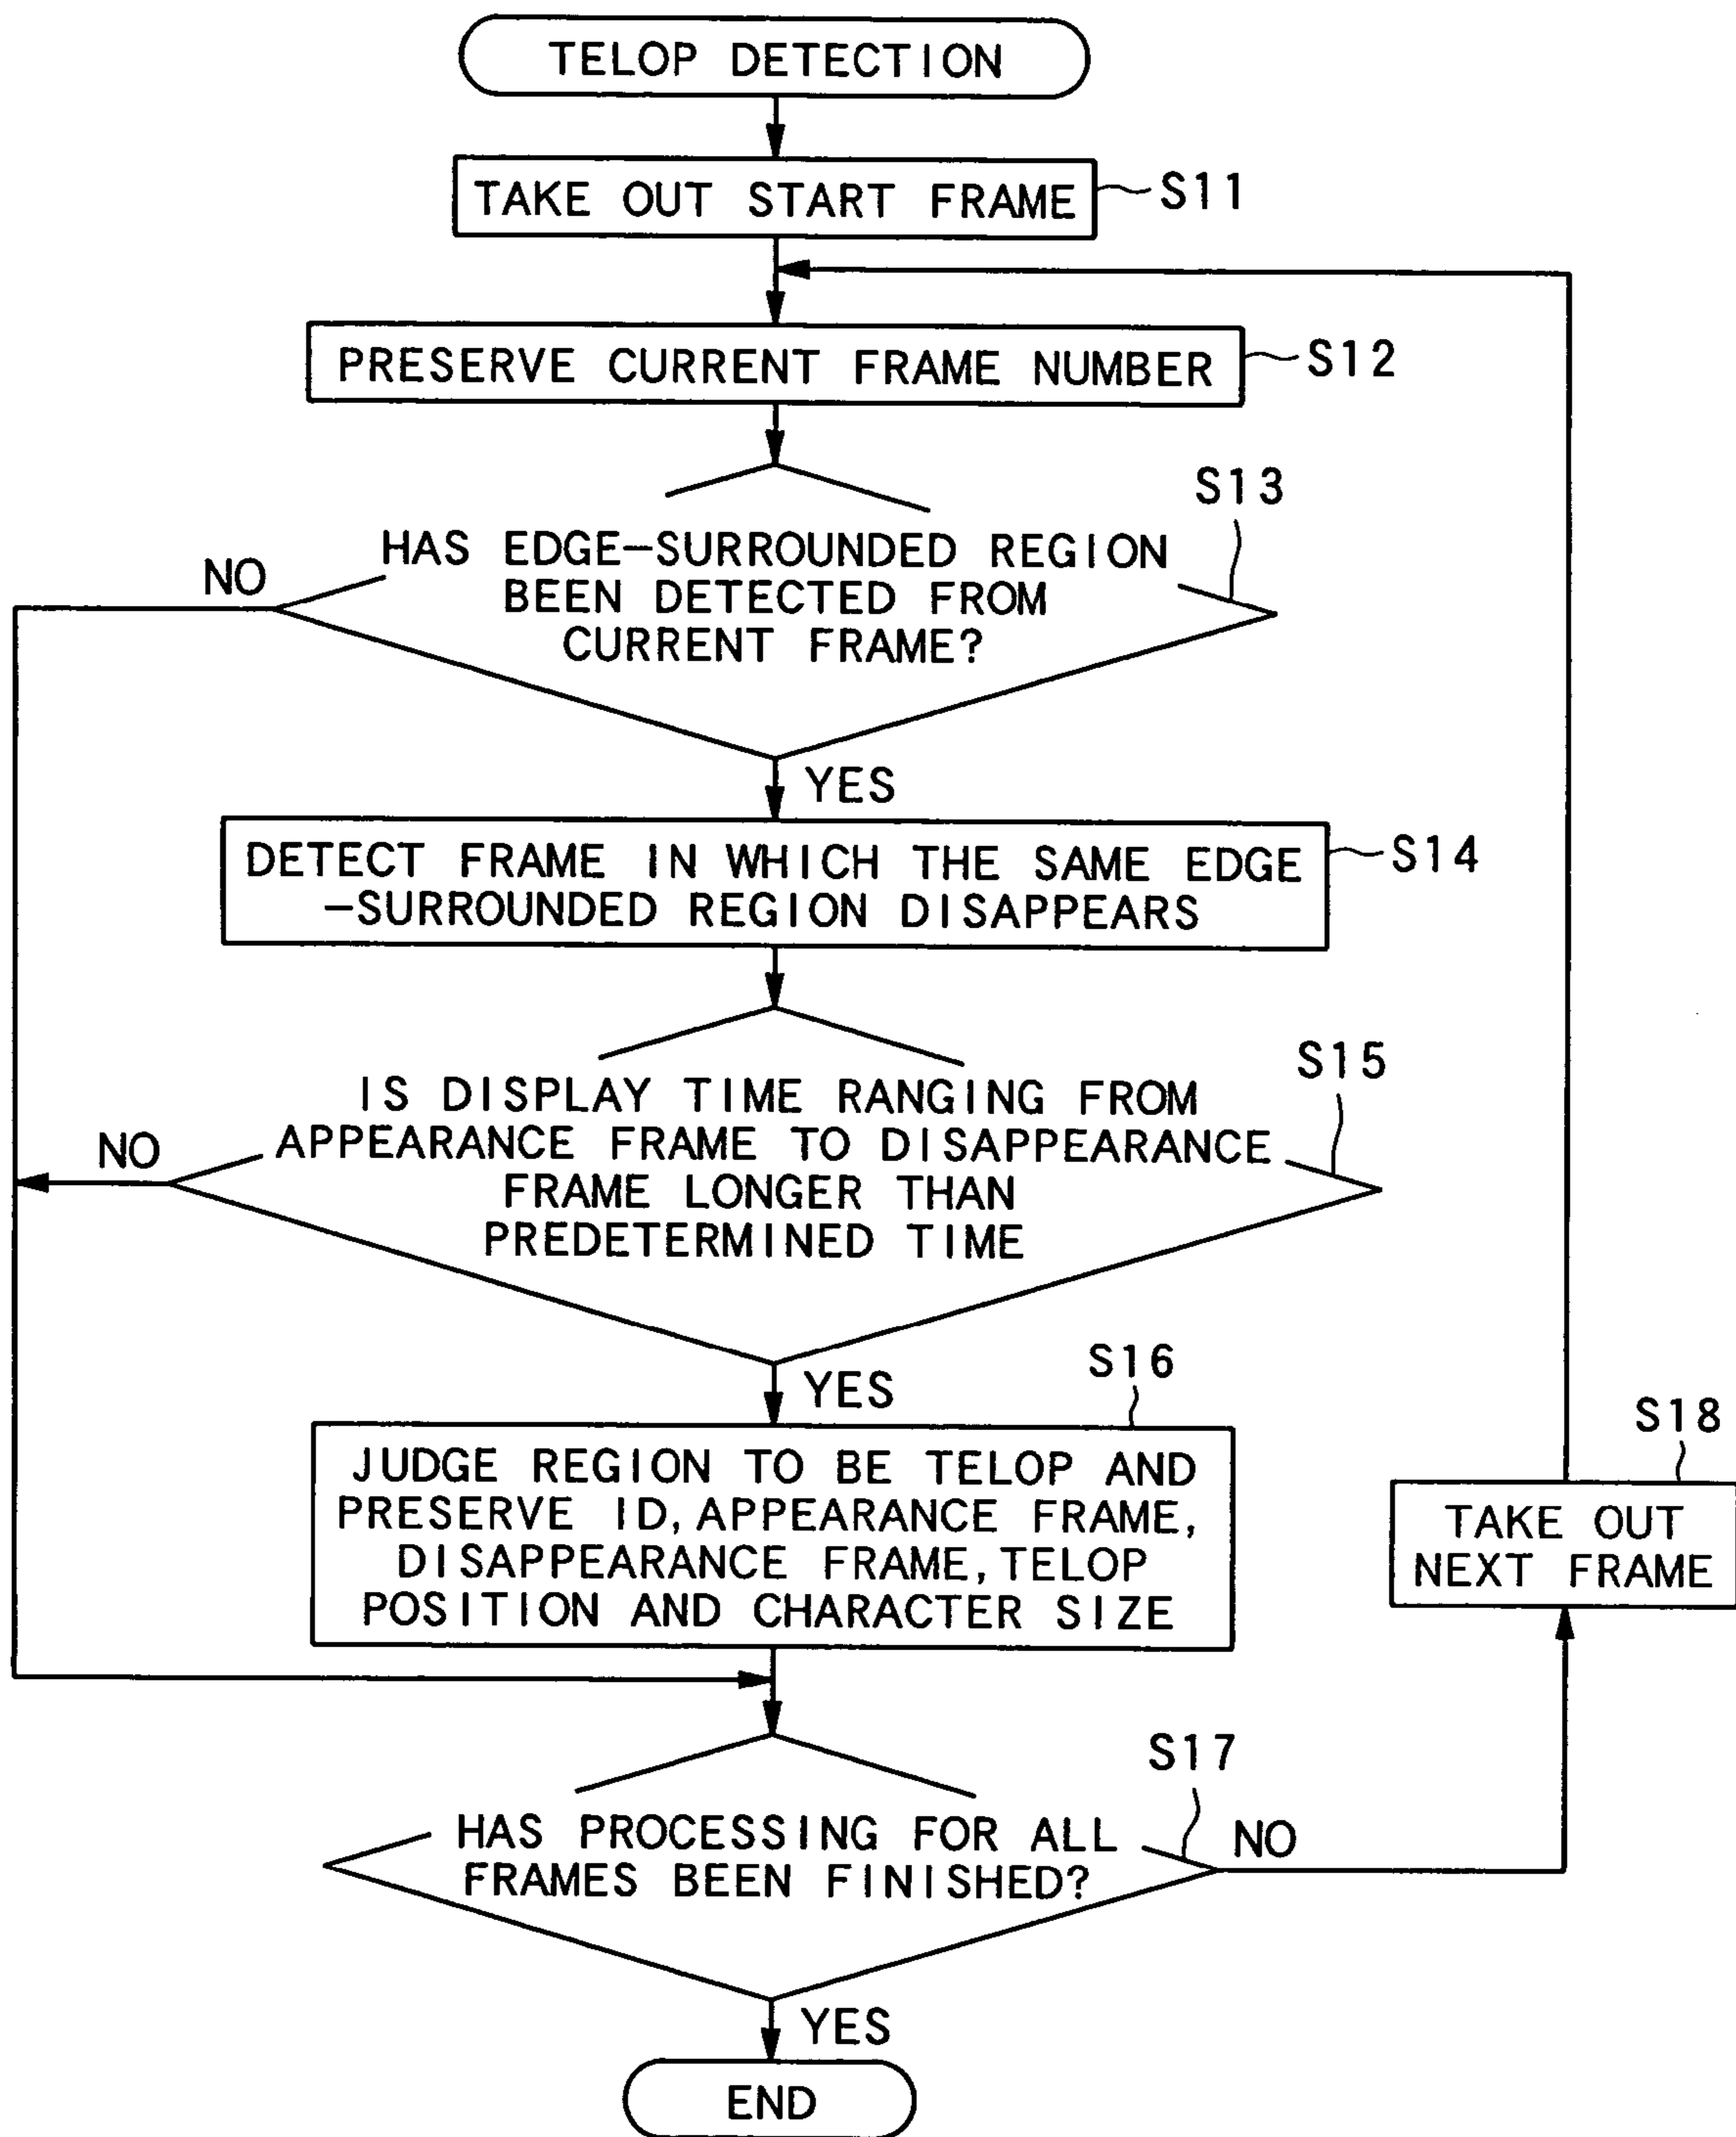 TELOP DETECTION
TAKE OUT START FRAME
S11
PRESERVE CURRENT FRAME NUMBER
S12
S13
HAS EDGE-SURROUNDED REGION
BEEN DETECTED FROM
CURRENT FRAME?
NO
YES
DETECT FRAME IN WHICH THE SAME EDGE
-SURROUNDED REGION DISAPPEARS
S14
S15
IS DISPLAY TIME RANGING FROM
APPEARANCE FRAME TO DISAPPEARANCE
FRAME LONGER THAN
PREDETERMINED TIME
NO
YES
S16
JUDGE REGION TO BE TELOP AND
PRESERVE ID, APPEARANCE FRAME,
DISAPPEARANCE FRAME, TELOP
POSITION AND CHARACTER SIZE
S18
TAKE OUT
NEXT FRAME
S17
HAS PROCESSING FOR ALL
FRAMES BEEN FINISHED?
NO
YES
END